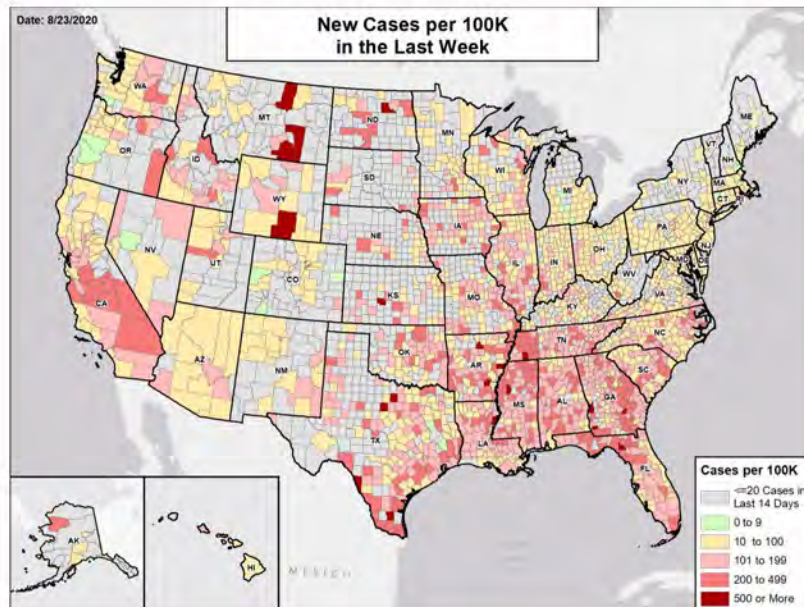 Date: 8/23/2020
New Cases per 100K
in the Last Week
WA
MT
ND
MN
ME
OR
ID
WY
SD
WI
MI
VT
NH
NY
MA
CT
RI
NV
UT
CO
NE
IA
IL
IN
OH
PA
NJ
MD
DE
CA
KS
MO
KY
WV
VA
AZ
NM
OK
AR
TN
NC
SC
TX
LA
MS
AL
GA
FL
AK
HI
MEXICO
Cases per 100K
<=20 Cases in
Last 14 Days
0 to 9
10 to 100
101 to 199
200 to 499
500 or More